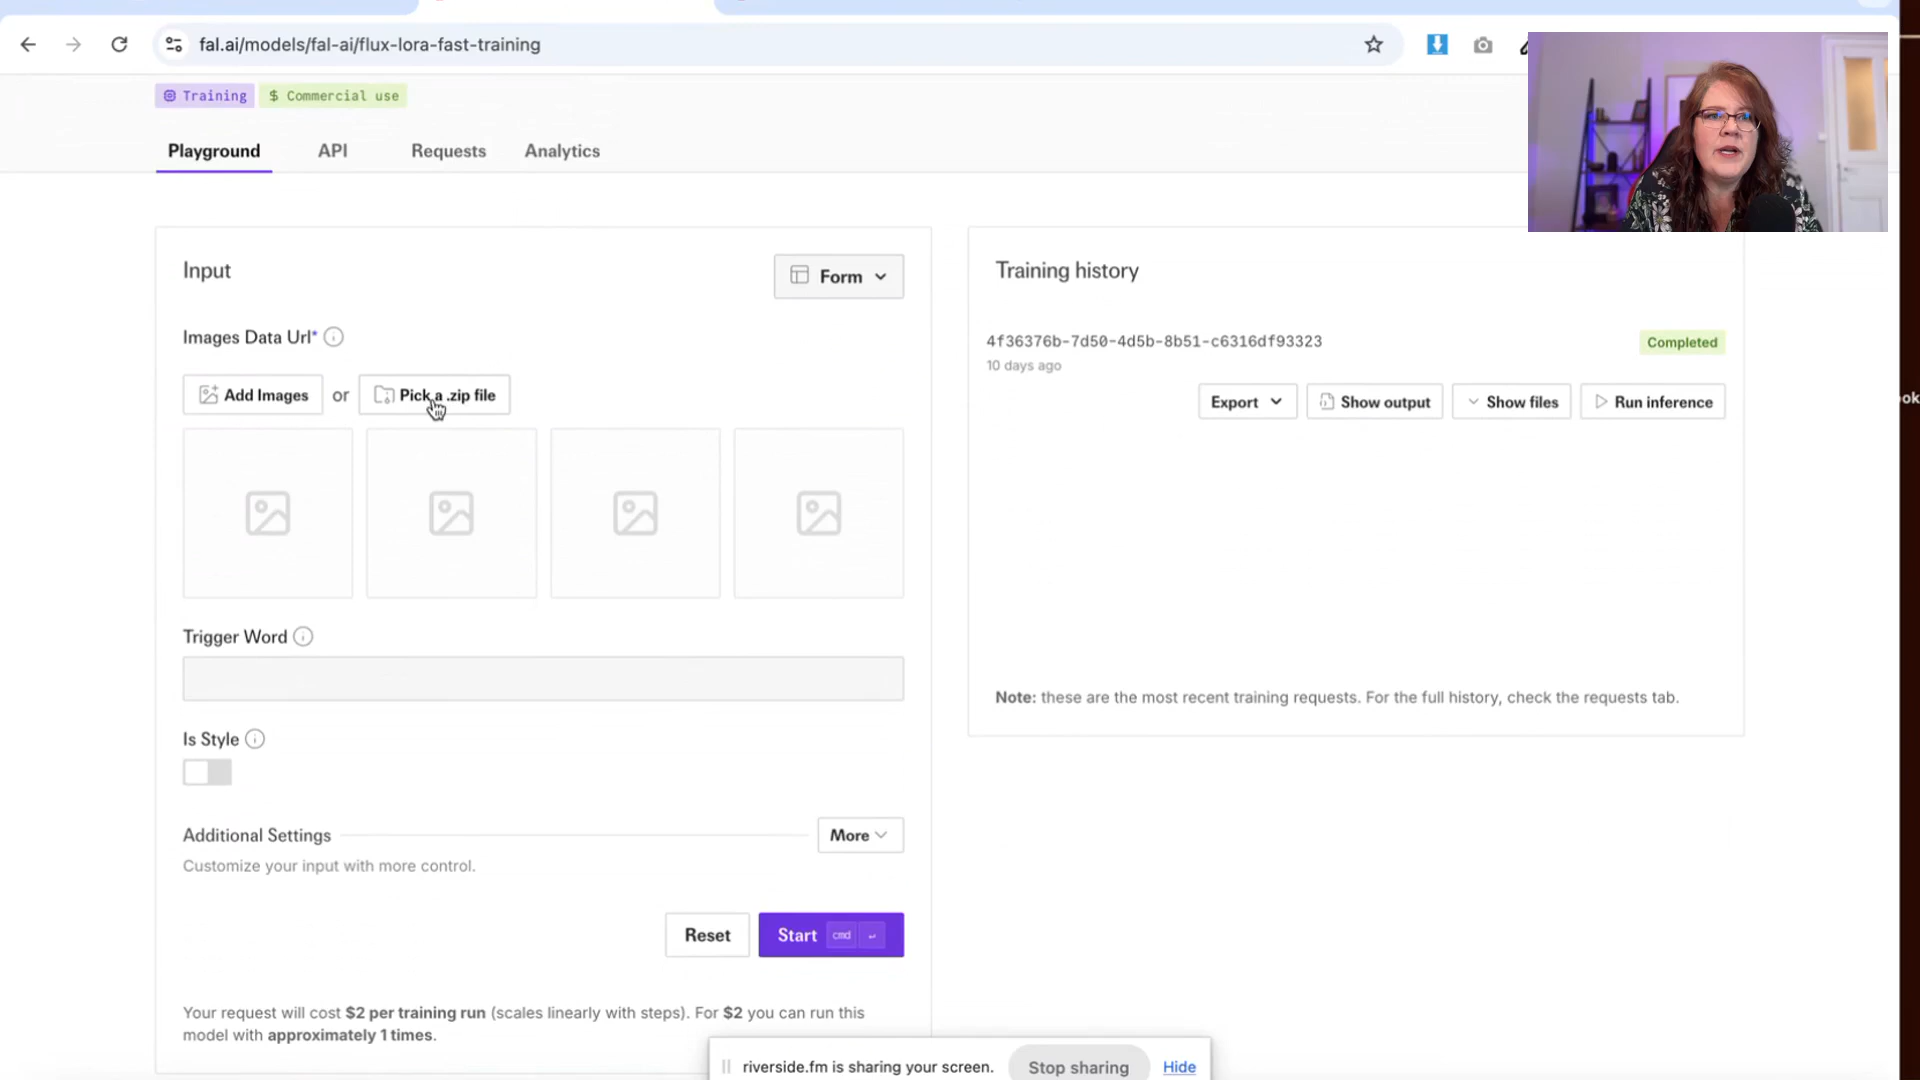 fal.ai/models/fal-ai/flux-lora-fast-training
Training
$ Commercial use
Playground
API
Requests
Analytics
Input
Form
Images Data Url*
Add Images
or
Pick a .zip file
Trigger Word
Is Style
Additional Settings
More
Customize your input with more control.
Reset
Start
cmd
Your request will cost $2 per training run (scales linearly with steps). For $2 you can run this
model with approximately 1 times.
Training history
4f36376b-7d50-4d5b-8b51-c6316df93323
Completed
10 days ago
Export
Show output
Show files
Run inference
Note: these are the most recent training requests. For the full history, check the requests tab.
riverside.fm is sharing your screen.
Stop sharing
Hide